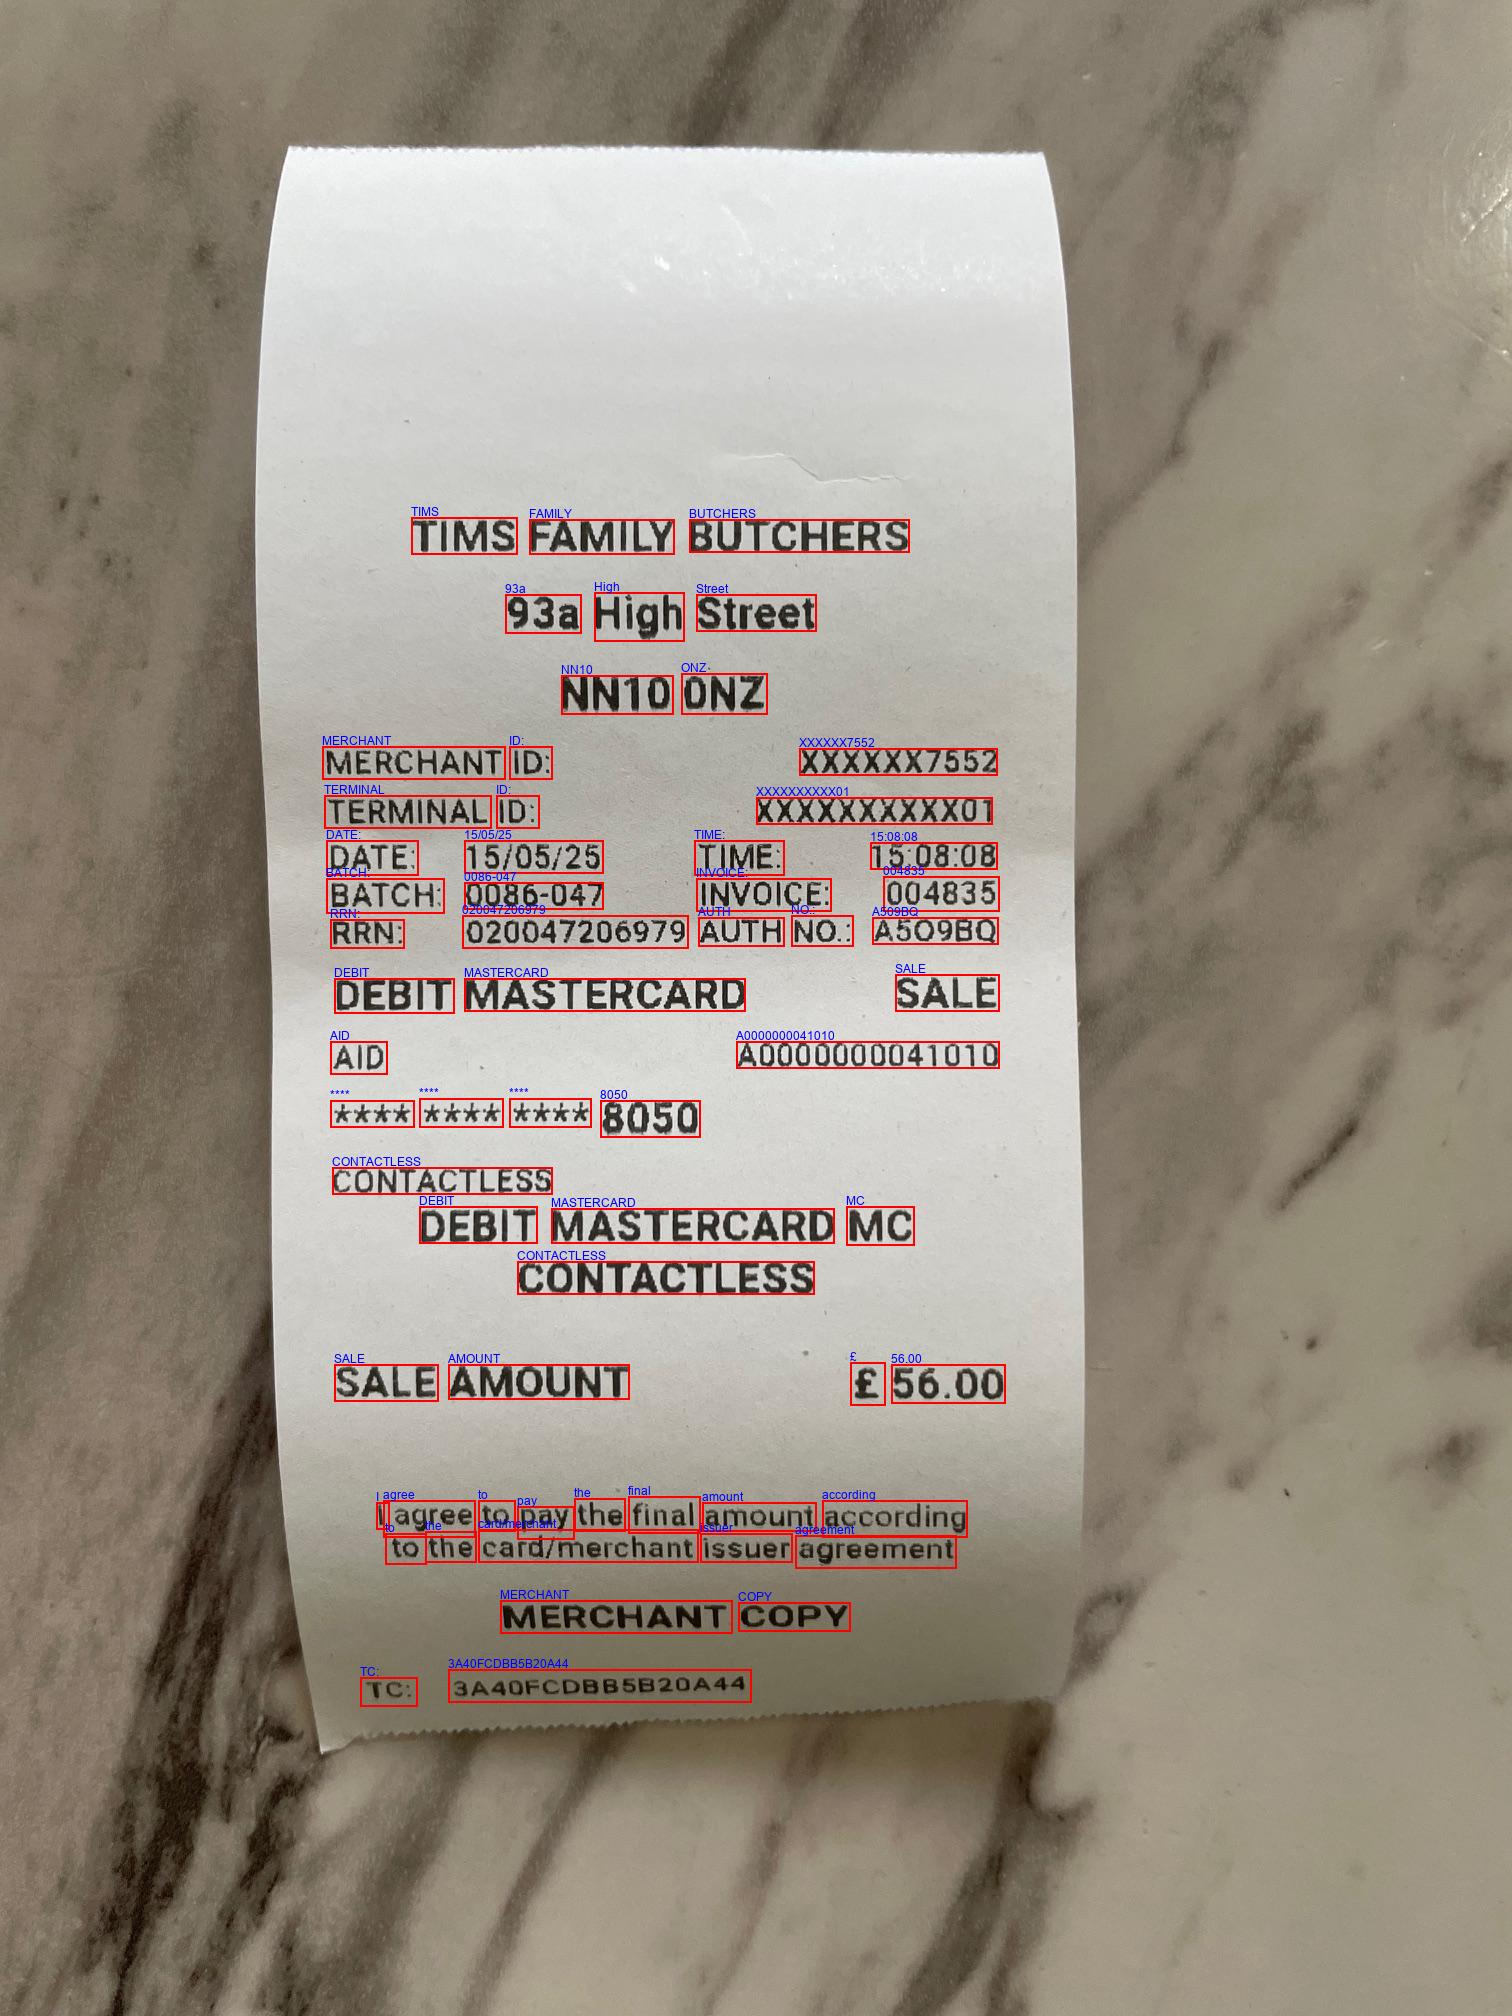 TIMS FAMILY BUTCHERS
93a High Street
NN10 0NZ
MERCHANT ID: XXXXXX7552
TERMINAL ID: XXXXXXXXXX01
DATE: 15/05/25 TIME: 15:08:08
BATCH: 0086-047 INVOICE: 004835
RRN: 020047206979 AUTH NO.: A5O9BQ
DEBIT MASTERCARD SALE
AID A0000000041010
**** **** **** 8050
CONTACTLESS
DEBIT MASTERCARD MC
CONTACTLESS
SALE AMOUNT £ 56.00
I agree to pay the final amount according
to the card/merchant issuer agreement
MERCHANT COPY
TC: 3A40FCDBB5B20A44